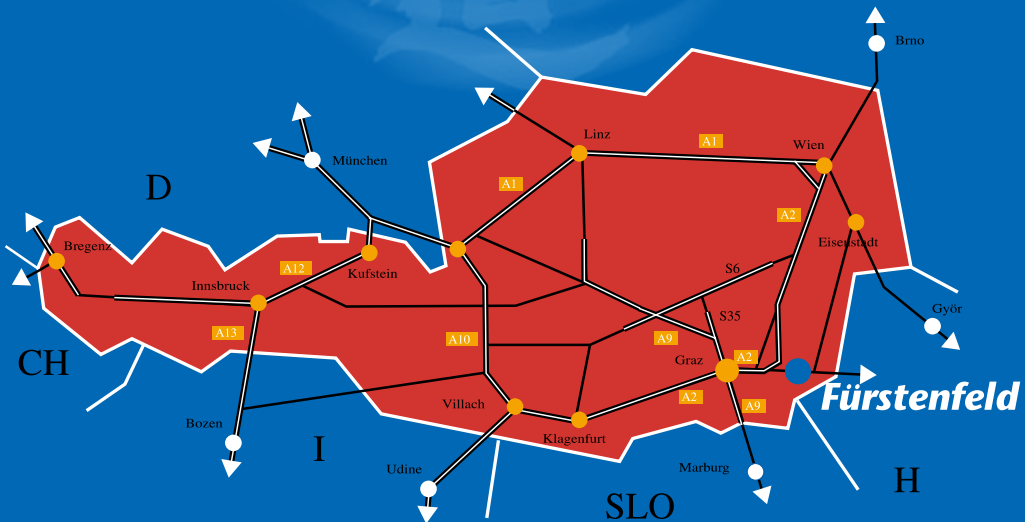 Brno
Linz
A1
Wien
München
D
A1
A2
Eisenstadt
Bregenz
Kufstein
A12
Innsbruck
S6
Györ
A13
S35
CH
A10
A9
Graz
A2
Fürstenfeld
Villach
A2
A9
Bozen
Klagenfurt
I
Udine
Marburg
H
SLO